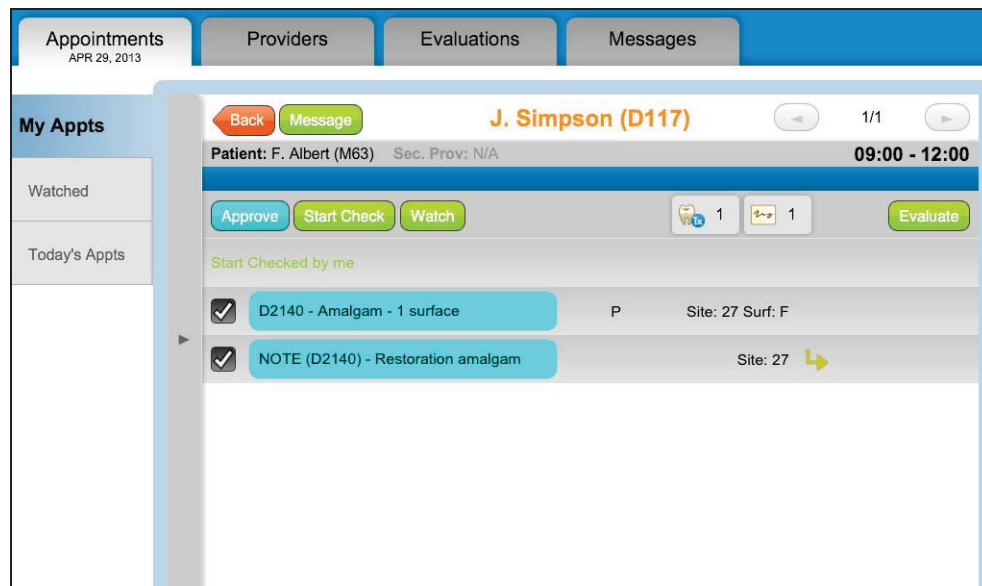 Appointments Providers Evaluations Messages
APR 29, 2013
My Appts
Watched
Today's Appts
Back Message J. Simpson (D117) 1/1
Patient: F. Albert (M63) Sec. Prov: N/A 09:00 - 12:00
Approve Start Check Watch 1 1 Evaluate
Start Checked by me
D2140 - Amalgam - 1 surface P Site: 27 Surf: F
NOTE (D2140) - Restoration amalgam Site: 27